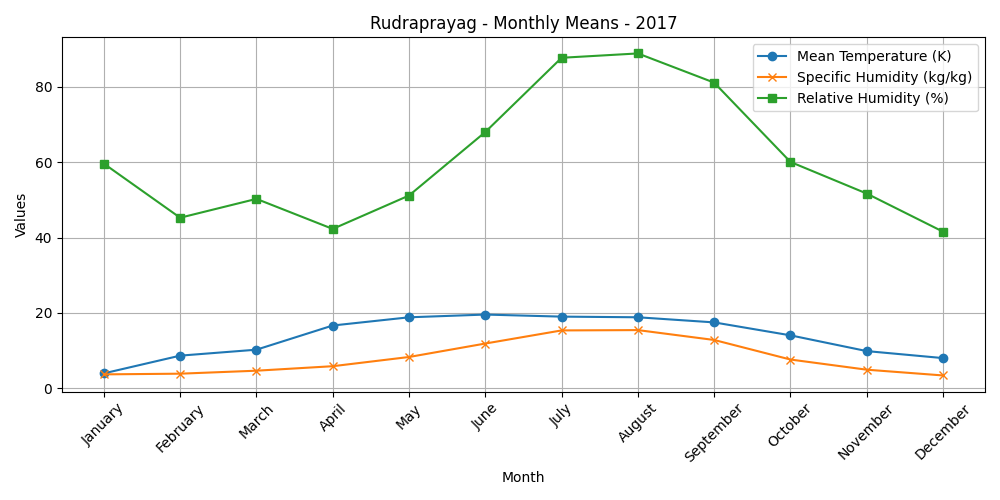 Rudraprayag - Monthly Means - 2017
Mean Temperature (K)
Specific Humidity (kg/kg)
Relative Humidity (%)
Values
80
60
40
20
0
January
February
March
April
May
June
July
August
September
October
November
December
Month